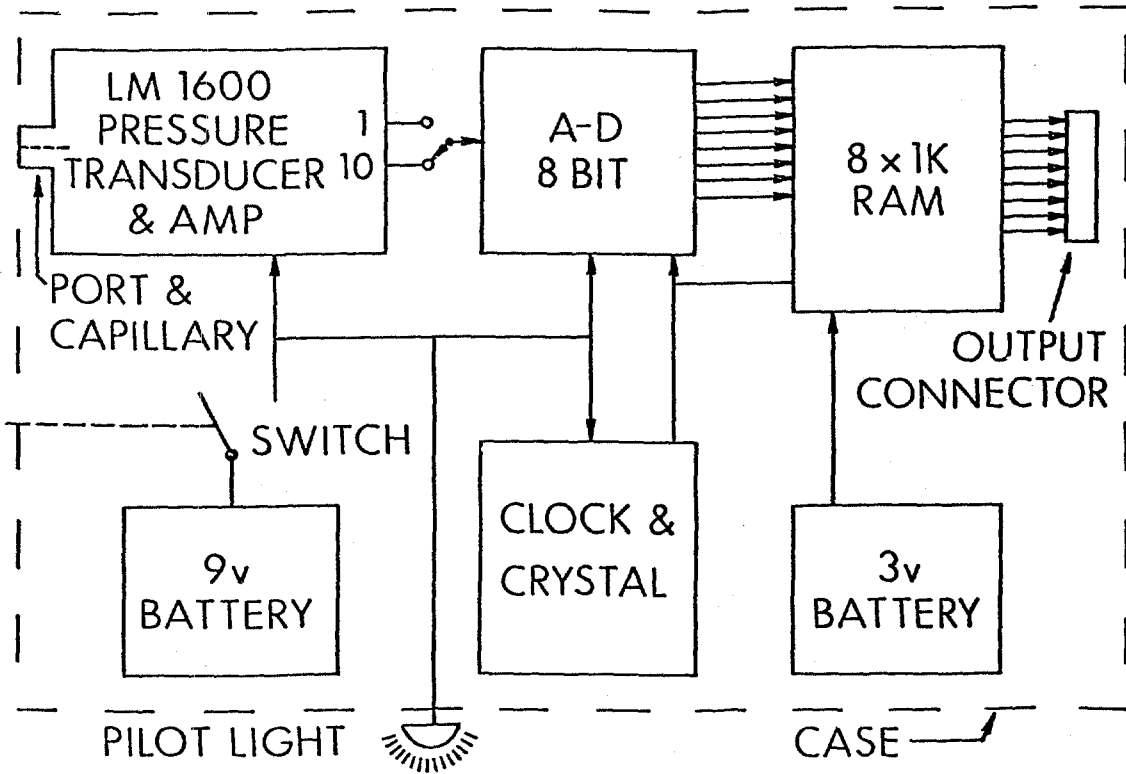 LM 1600
PRESSURE
TRANSDUCER
& AMP
1
10
A-D
8 BIT
8 x 1K
RAM
PORT &
CAPILLARY
OUTPUT
CONNECTOR
SWITCH
9v
BATTERY
CLOCK &
CRYSTAL
3v
BATTERY
PILOT LIGHT
CASE